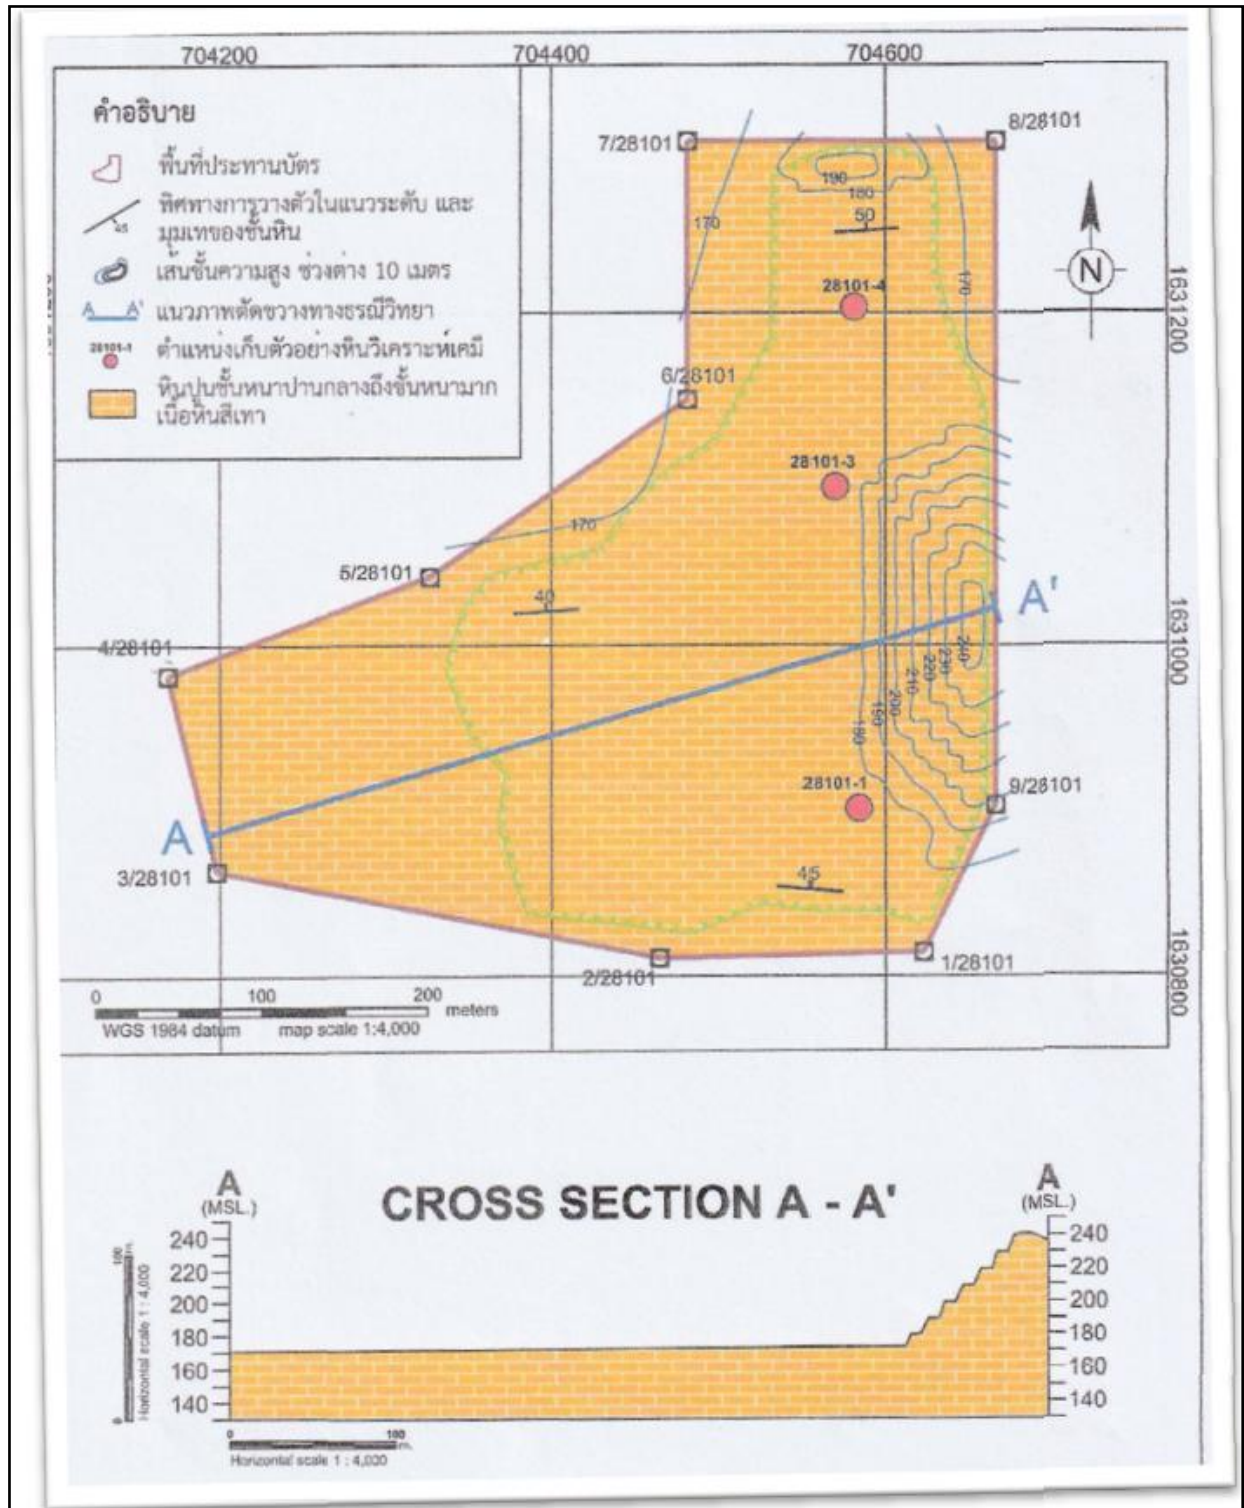 704200 704400 704600
คำอธิบาย
พื้นที่ประทานบัตร
ทิศทางการวางตัวในแนวระดับ และ
มุมเทของชั้นหิน
45
เส้นชั้นความสูง ช่วงต่าง 10 เมตร
A A'
แนวภาพตัดขวางทางธรณีวิทยา
28101-1
ตำแหน่งเก็บตัวอย่างหินวิเคราะห์เคมี
หินปูนชั้นหนาปานกลางถึงชั้นหนามาก
เนื้อหินสีเทา
7/28101
8/28101
190
180
170
50
170
N
28101-4
1631200
6/28101
28101-3
170
5/28101
40
A'
4/28101
1631000
240
230
220
210
200
190
180
28101-1
9/28101
A
3/28101
45
2/28101
1/28101
1630800
0 100 200 meters
WGS 1984 datum map scale 1:4,000
CROSS SECTION A - A'
A
(MSL.)
240
220
200
180
160
140
A
(MSL.)
240
220
200
180
160
140
100 m.
0
Horizontal scale 1 : 4,000
0 100 m.
Horizontal scale 1 : 4,000